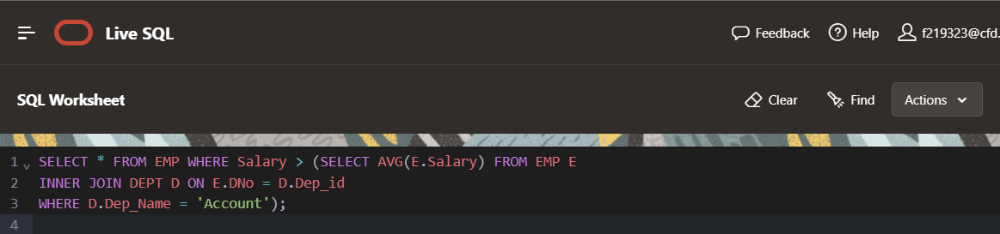 Live SQL Feedback Help f219323@cfd.
SQL Worksheet Clear Find Actions
1 SELECT * FROM EMP WHERE Salary > (SELECT AVG(E.Salary) FROM EMP E
2 INNER JOIN DEPT D ON E.DNo = D.Dep_id
3 WHERE D.Dep_Name = 'Account');
4